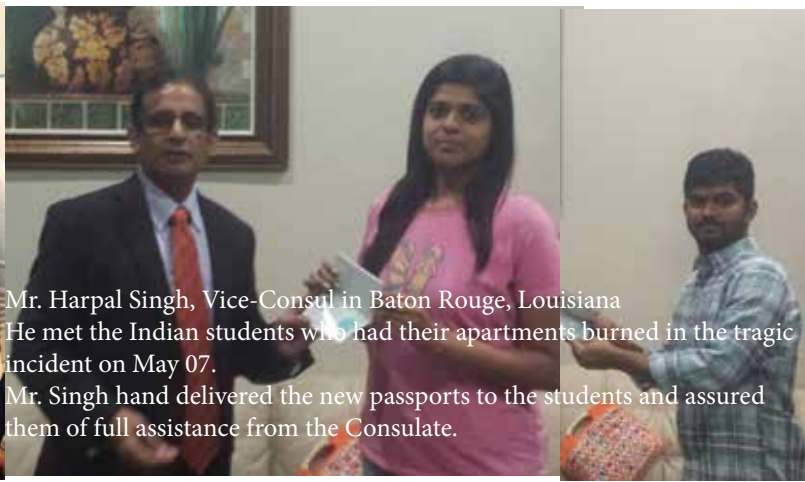 Mr. Harpal Singh, Vice-Consul in Baton Rouge, Louisiana
He met the Indian students who had their apartments burned in the tragic
incident on May 07.
Mr. Singh hand delivered the new passports to the students and assured
them of full assistance from the Consulate.